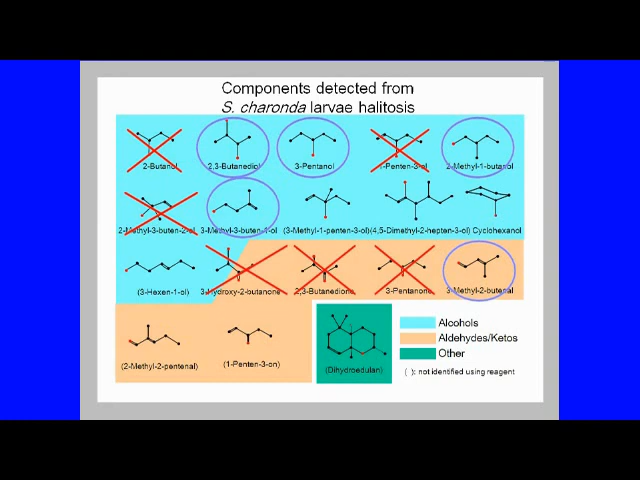 Components detected from
S. charonda larvae halitosis
2-Butanol 2,3-Butanediol 3-Pentanol 1-Penten-3-ol 2-Methyl-1-butanol
2-Methyl-3-buten-2-ol 3-Methyl-3-buten-1-ol (3-Methyl-1-penten-3-ol) (4,5-Dimethyl-2-hepten-3-ol) Cyclohexanol
(3-Hexen-1-ol) 3-Hydroxy-2-butanone 2,3-Butanedione 3-Pentanone 3-Methyl-2-butenal
(2-Methyl-2-pentenal) (1-Penten-3-on) (Dihydroedulan)
Alcohols
Aldehydes/Ketos
Other
( ): not identified using reagent